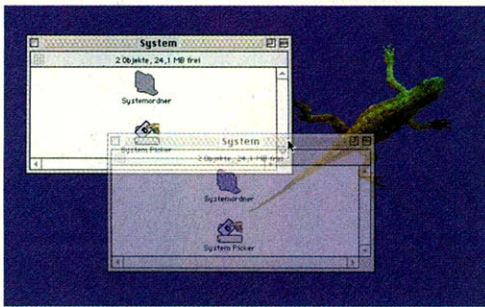 System
2 Objekte, 24,1 MB frei
Systemordner
System Picker
System
2 Objekte, 24,1 MB frei
Systemordner
System Picker